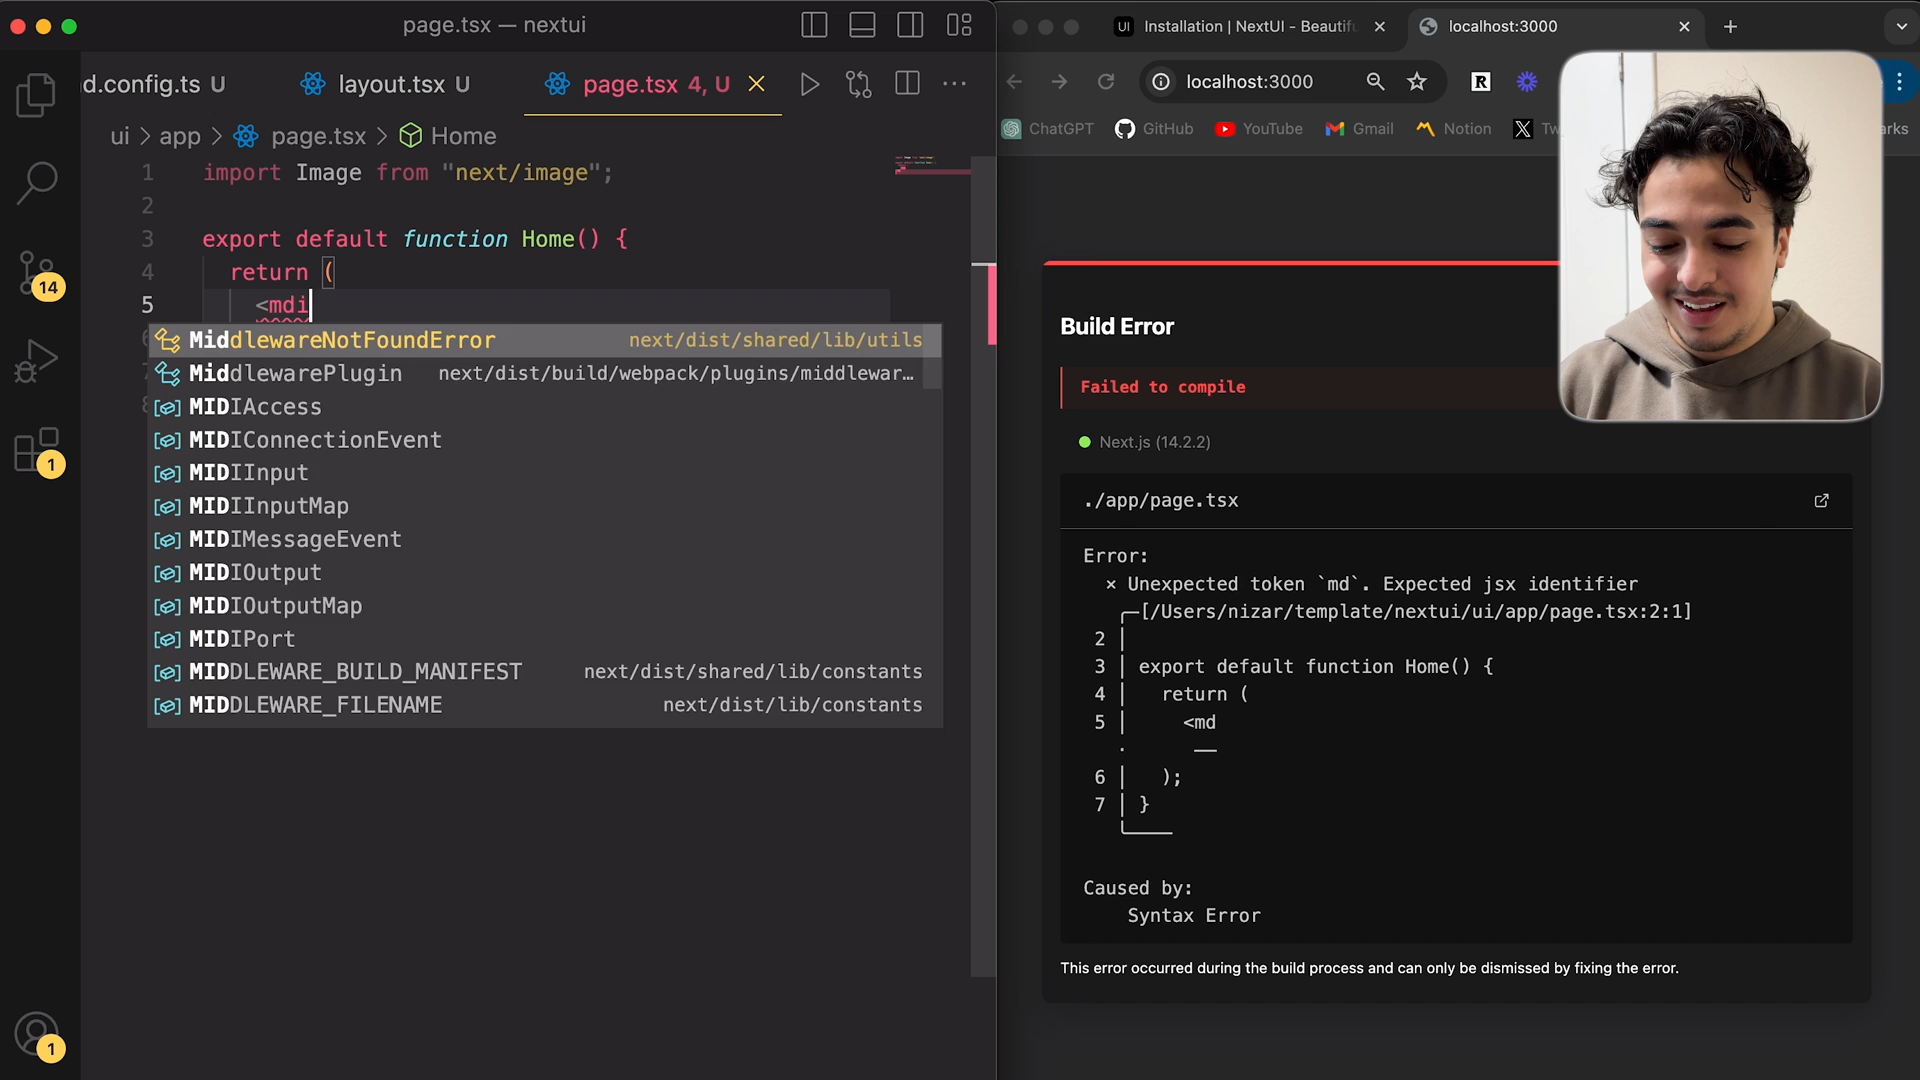 page.tsx — nextui
d.config.ts U
layout.tsx U
page.tsx 4, U
ui > app > page.tsx > Home
1 import Image from "next/image";
2
3 export default function Home() {
4 return (
5 <mdi
MiddlewareNotFoundError next/dist/shared/lib/utils
MiddlewarePlugin next/dist/build/webpack/plugins/middlewar…
MIDIAccess
MIDIConnectionEvent
MIDIInput
MIDIInputMap
MIDIMessageEvent
MIDIOutput
MIDIOutputMap
MIDIPort
MIDDLEWARE_BUILD_MANIFEST next/dist/shared/lib/constants
MIDDLEWARE_FILENAME next/dist/lib/constants
14
1
1
UI Installation | NextUI - Beautif
localhost:3000
localhost:3000
R
ChatGPT GitHub YouTube Gmail Notion X Tw
arks
Build Error
Failed to compile
Next.js (14.2.2)
./app/page.tsx
Error:
× Unexpected token `md`. Expected jsx identifier
╭─[/Users/nizar/template/nextui/ui/app/page.tsx:2:1]
2 │
3 │ export default function Home() {
4 │ return (
5 │ <md
· ──
6 │ );
7 │ }
╰────
Caused by:
Syntax Error
This error occurred during the build process and can only be dismissed by fixing the error.